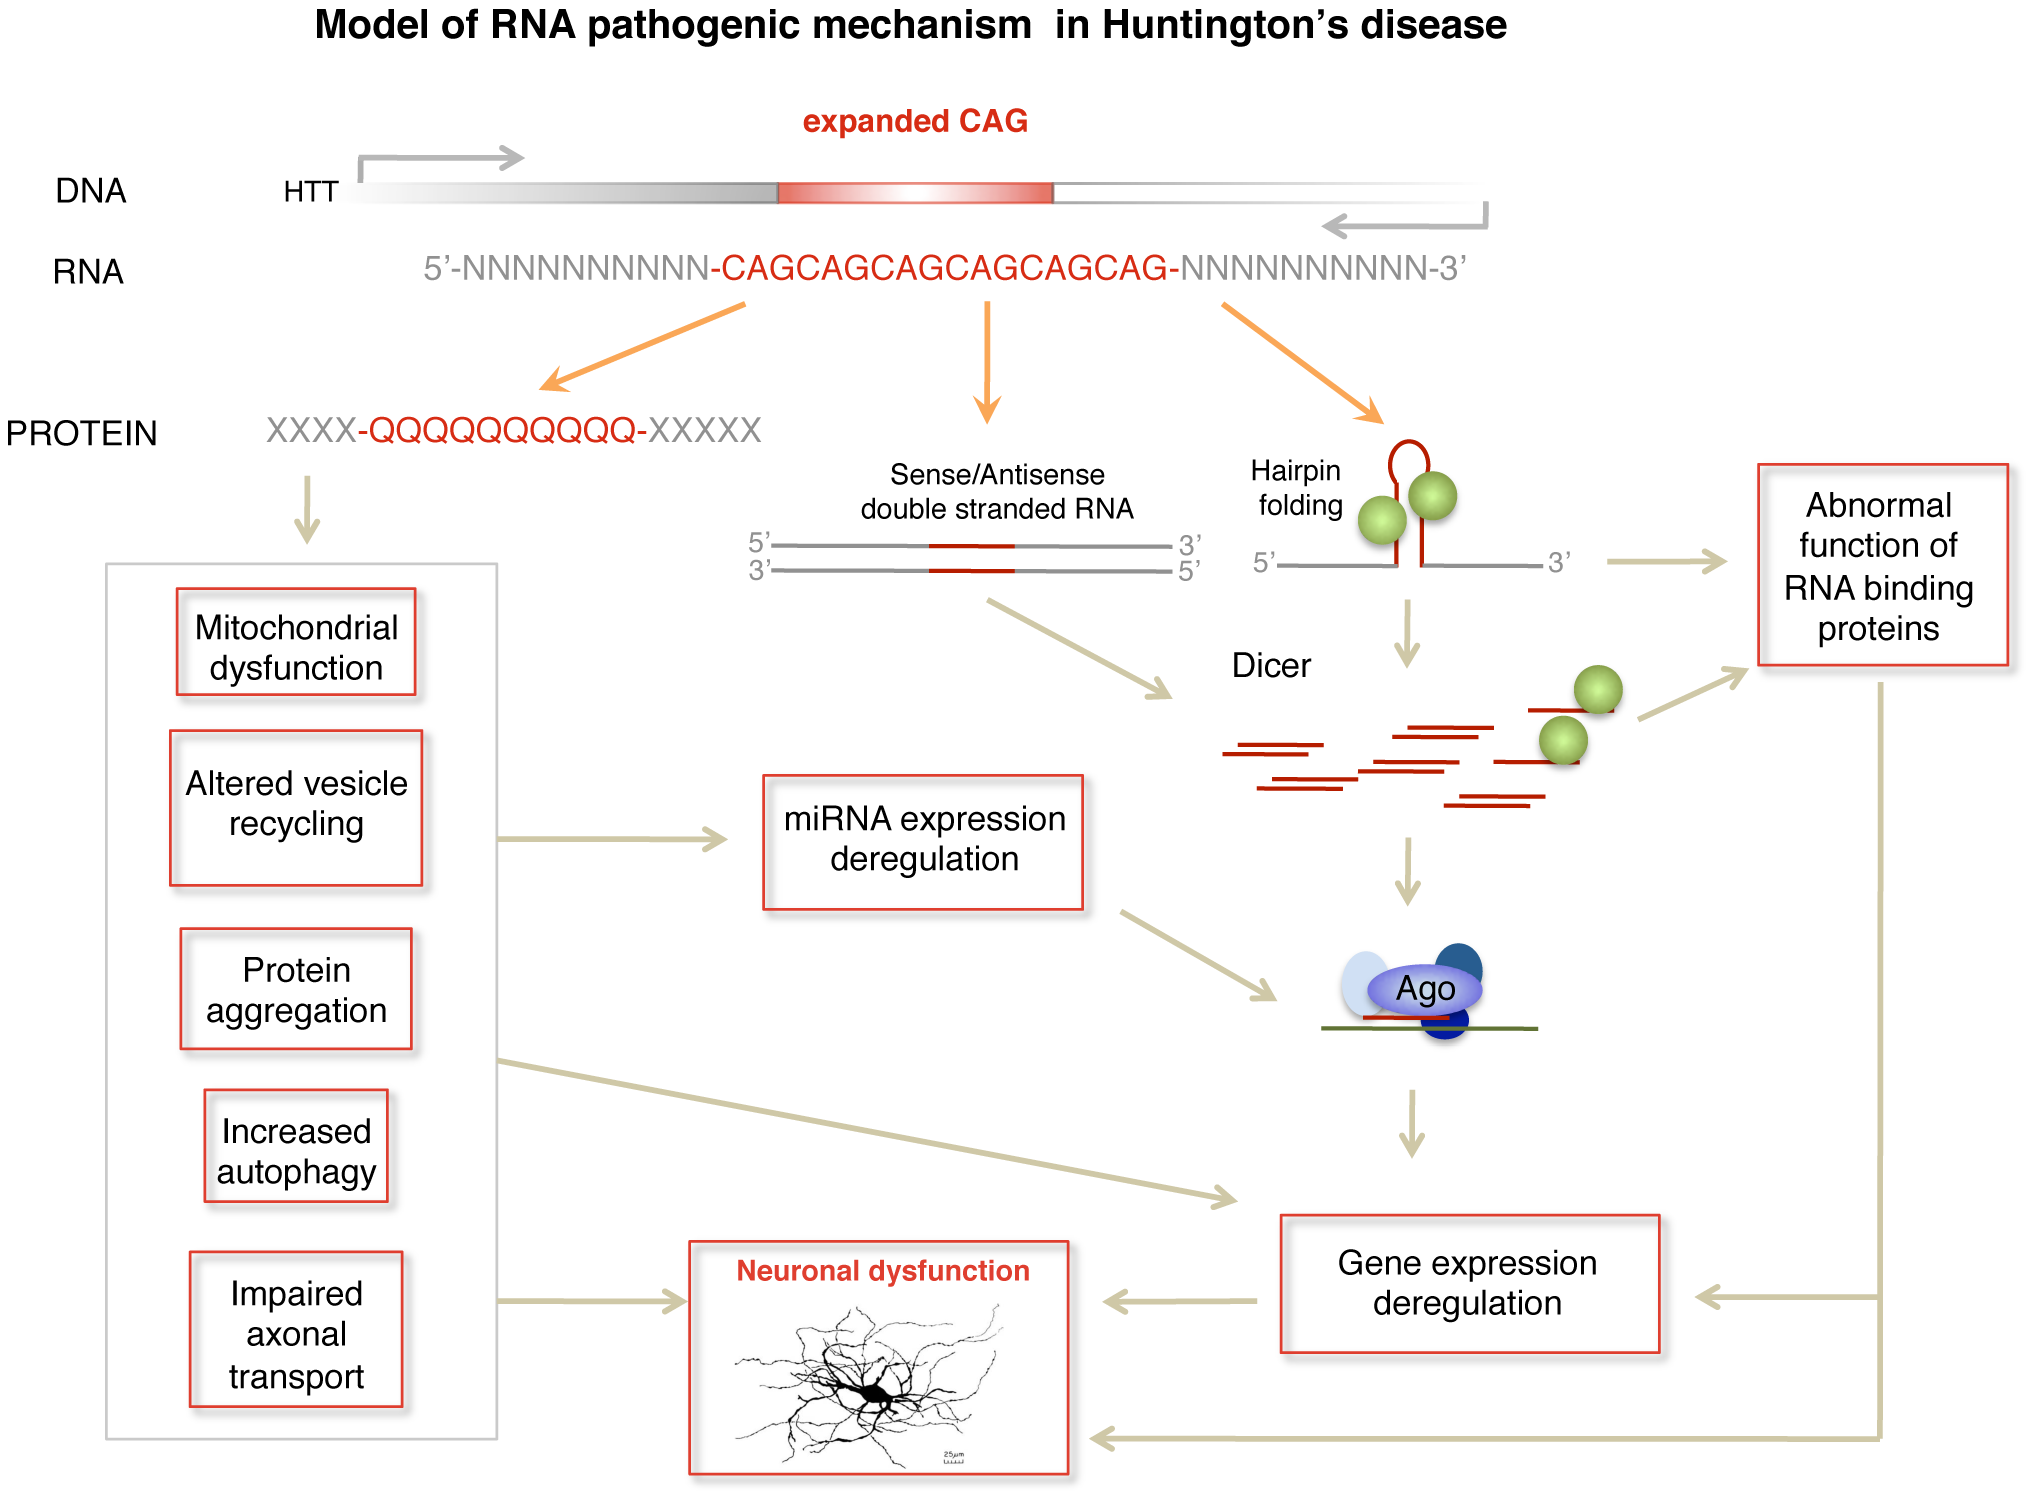 Model of RNA pathogenic mechanism in Huntington's disease
expanded CAG
DNA
HTT
RNA
5'-NNNNNNNNNN-CAGCAGCAGCAGCAGCAG-NNNNNNNNNN-3'
PROTEIN
XXXX-QQQQQQQQQQ-XXXXX
Sense/Antisense
double stranded RNA
5' 3'
3' 5'
Hairpin
folding
5' 3'
Abnormal
function of
RNA binding
proteins
Dicer
Mitochondrial
dysfunction
Altered vesicle
recycling
miRNA expression
deregulation
Protein
aggregation
Ago
Increased
autophagy
Impaired
axonal
transport
Neuronal dysfunction
25µm
Gene expression
deregulation